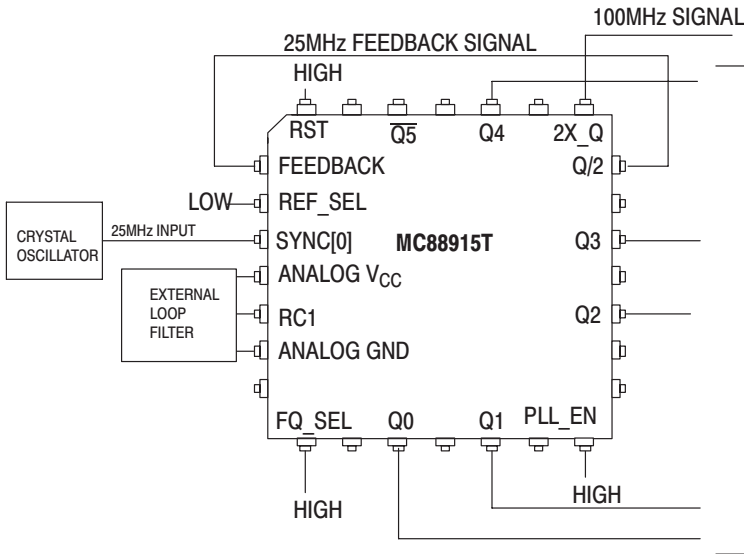 100MHz SIGNAL
25MHz FEEDBACK SIGNAL
HIGH
RST
Q5
Q4
2X_Q
FEEDBACK
Q/2
LOW
REF_SEL
CRYSTAL
OSCILLATOR
25MHz INPUT
SYNC[0]
MC88915T
Q3
ANALOG VCC
EXTERNAL
LOOP
FILTER
RC1
Q2
ANALOG GND
FQ_SEL
Q0
Q1
PLL_EN
HIGH
HIGH